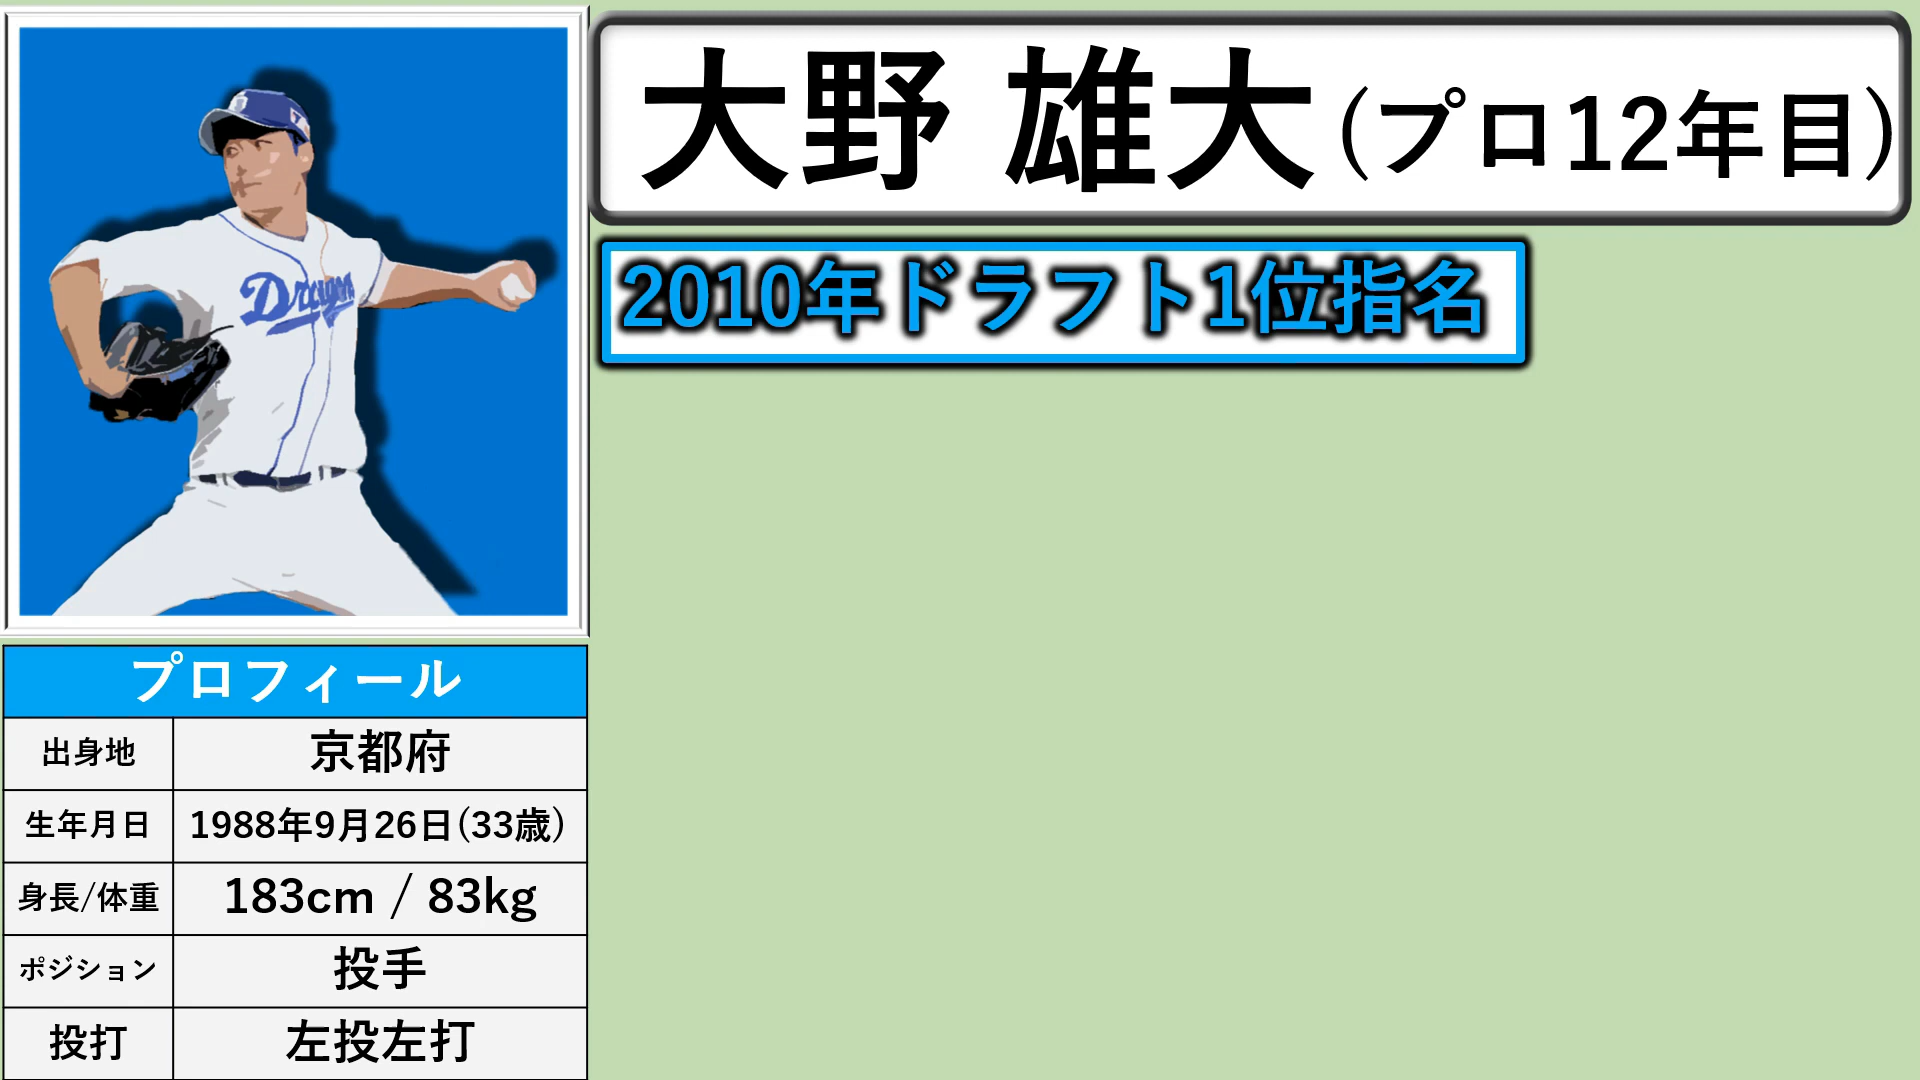 大野 雄大(プロ12年目)
2010年ドラフト1位指名
Dragons
プロフィール
出身地 京都府
生年月日 1988年9月26日(33歳)
身長/体重 183cm / 83kg
ポジション 投手
投打 左投左打